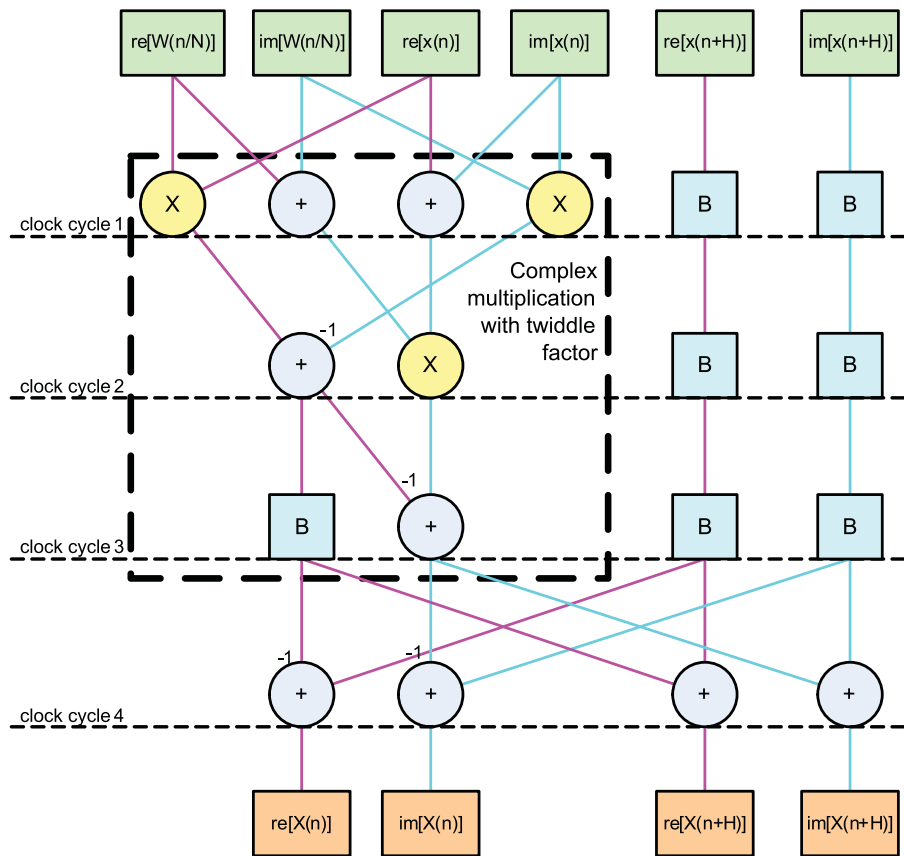 re[W(n/N)] im[W(n/N)] re[x(n)] im[x(n)] re[x(n+H)] im[x(n+H)]
X + + X B B
clock cycle 1
Complex
multiplication
with twiddle
factor
-1
+ X B B
clock cycle 2
-1
B + B B
clock cycle 3
-1 -1
+ + + +
clock cycle 4
re[X(n)] im[X(n)] re[X(n+H)] im[X(n+H)]